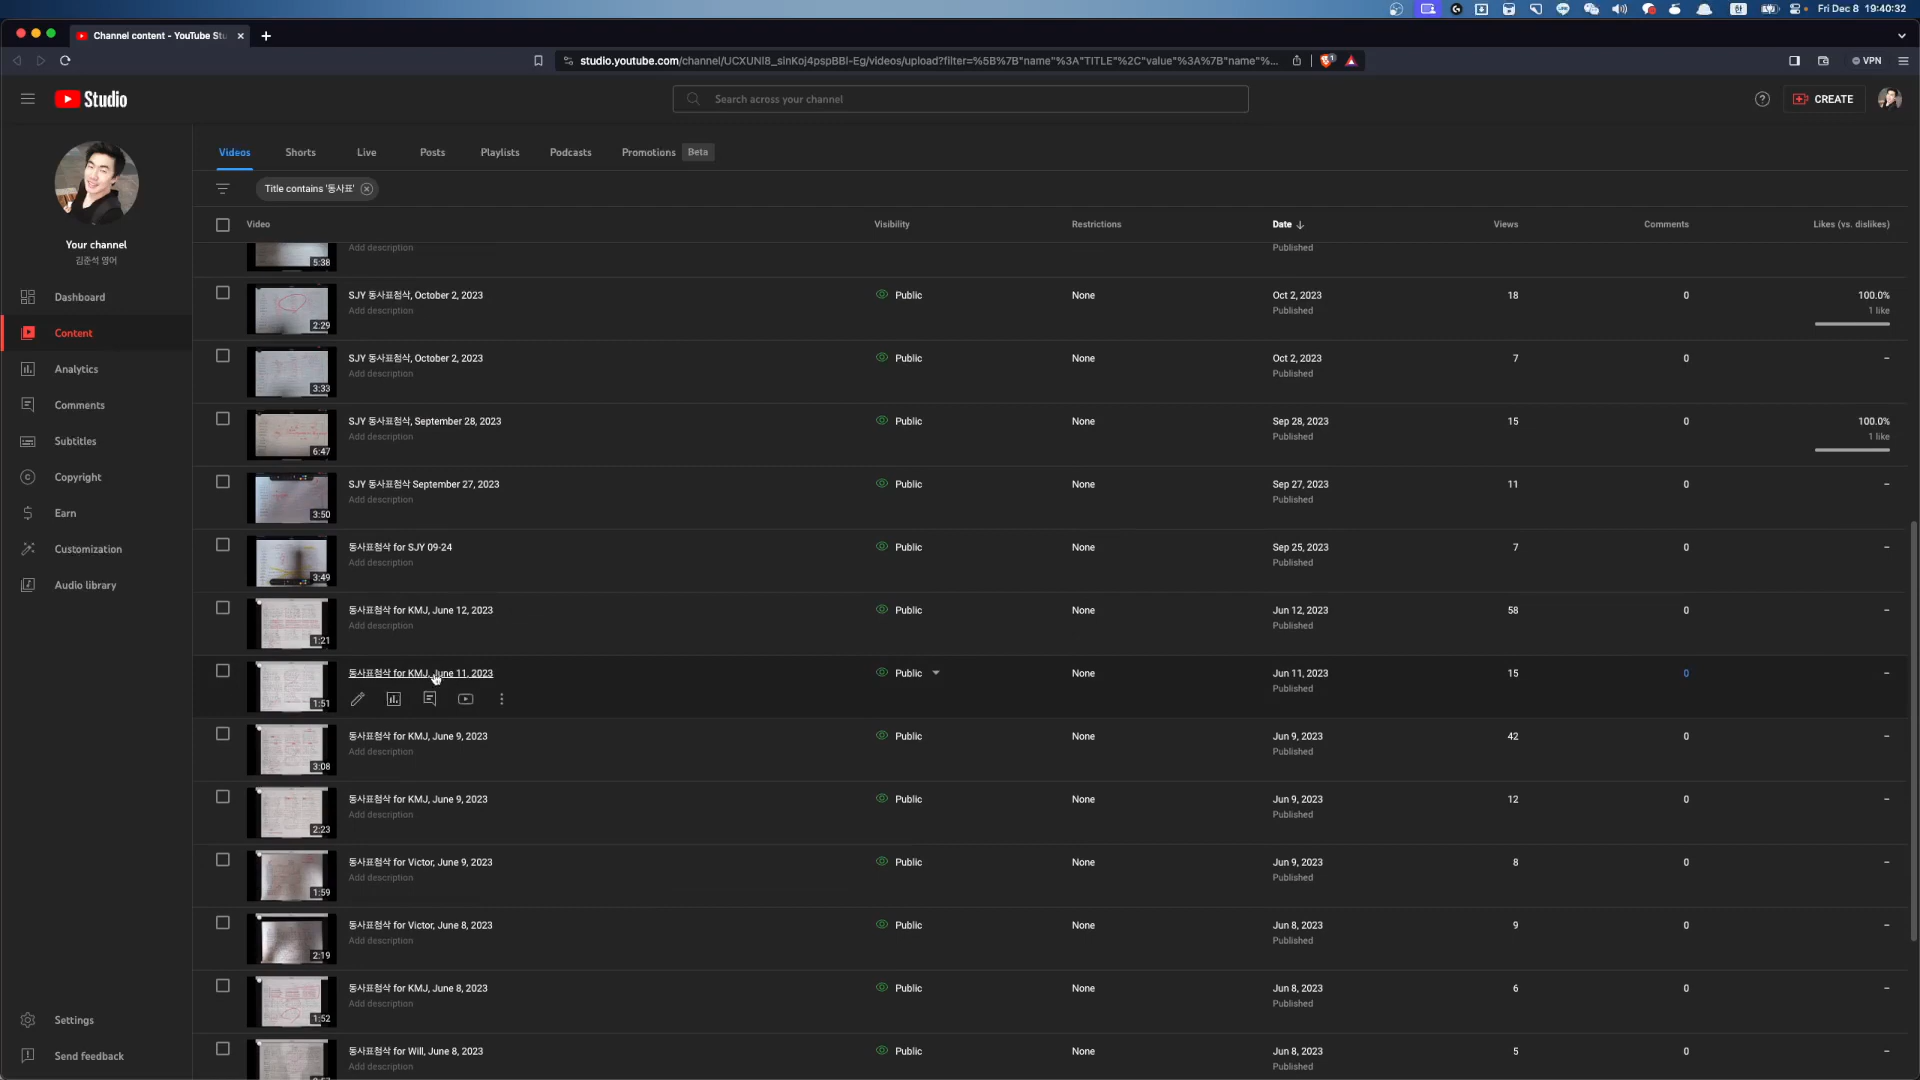 Fri Dec 8 19:40:32
Channel content - YouTube Stu
studio.youtube.com/channel/UCXUNI8_sinKoj4pspBBl-Eg/videos/upload?filter=%5B%7B"name"%3A"TITLE"%2C"value"%3A%7B"name"%...
VPN
Studio
Search across your channel
CREATE
Your channel
김준석 영어
Dashboard
Content
Analytics
Comments
Subtitles
Copyright
Earn
Customization
Audio library
Settings
Send feedback
Videos Shorts Live Posts Playlists Podcasts Promotions Beta
Title contains '동사표'
Video Visibility Restrictions Date Views Comments Likes (vs. dislikes)
Add description Published
5:38
SJY 동사표첨삭, October 2, 2023 Public None Oct 2, 2023 18 0 100.0%
Add description Published 1 like
2:29
SJY 동사표첨삭, October 2, 2023 Public None Oct 2, 2023 7 0 –
Add description Published
3:33
SJY 동사표첨삭, September 28, 2023 Public None Sep 28, 2023 15 0 100.0%
Add description Published 1 like
6:47
SJY 동사표첨삭 September 27, 2023 Public None Sep 27, 2023 11 0 –
Add description Published
3:50
동사표첨삭 for SJY 09-24 Public None Sep 25, 2023 7 0 –
Add description Published
3:49
동사표첨삭 for KMJ, June 12, 2023 Public None Jun 12, 2023 58 0 –
Add description Published
1:21
동사표첨삭 for KMJ, June 11, 2023 Public None Jun 11, 2023 15 0 –
Published
1:51
동사표첨삭 for KMJ, June 9, 2023 Public None Jun 9, 2023 42 0 –
Add description Published
3:08
동사표첨삭 for KMJ, June 9, 2023 Public None Jun 9, 2023 12 0 –
Add description Published
2:23
동사표첨삭 for Victor, June 9, 2023 Public None Jun 9, 2023 8 0 –
Add description Published
1:59
동사표첨삭 for Victor, June 8, 2023 Public None Jun 8, 2023 9 0 –
Add description Published
2:19
동사표첨삭 for KMJ, June 8, 2023 Public None Jun 8, 2023 6 0 –
Add description Published
1:52
동사표첨삭 for Will, June 8, 2023 Public None Jun 8, 2023 5 0 –
Add description Published